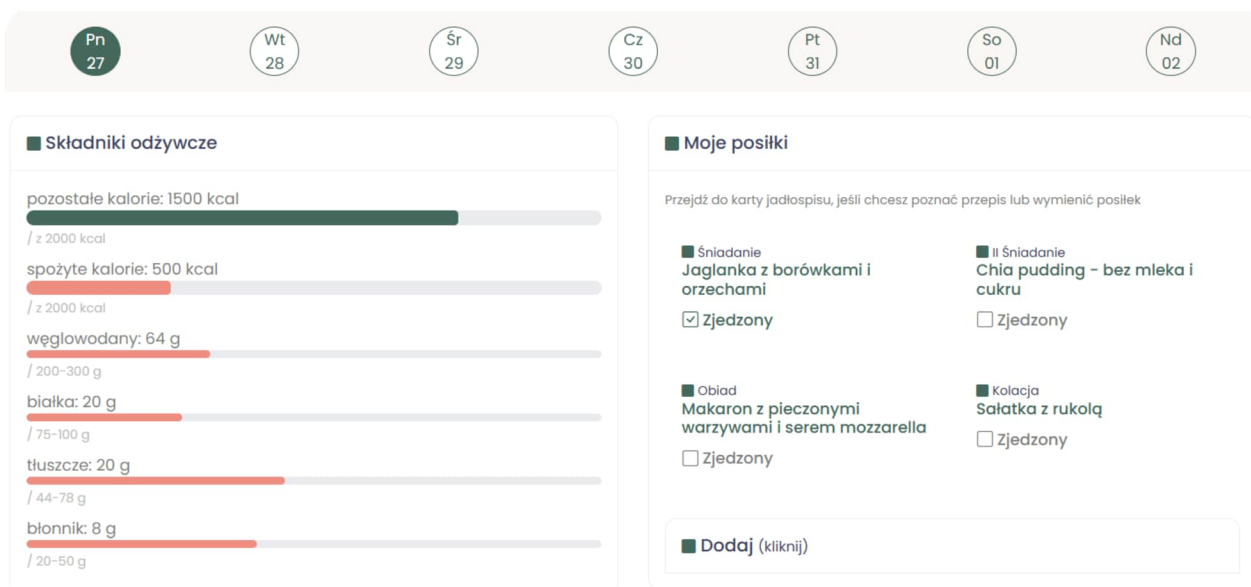 Pn
27
Wt
28
Śr
29
Cz
30
Pt
31
So
01
Nd
02
Składniki odżywcze
pozostałe kalorie: 1500 kcal
/ z 2000 kcal
spożyte kalorie: 500 kcal
/ z 2000 kcal
węglowodany: 64 g
/ 200-300 g
białka: 20 g
/ 75-100 g
tłuszcze: 20 g
/ 44-78 g
błonnik: 8 g
/ 20-50 g
Moje posiłki
Przejdź do karty jadłospisu, jeśli chcesz poznać przepis lub wymienić posiłek
Śniadanie
Jaglanka z borówkami i
orzechami
Zjedzony
II Śniadanie
Chia pudding - bez mleka i
cukru
Zjedzony
Obiad
Makaron z pieczonymi
warzywami i serem mozzarella
Zjedzony
Kolacja
Sałatka z rukolą
Zjedzony
Dodaj (kliknij)